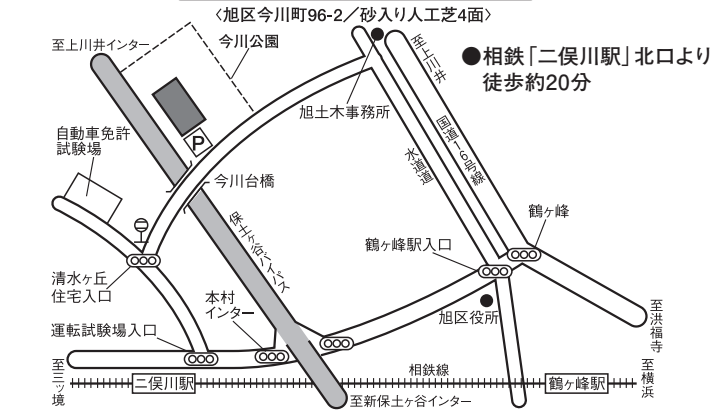 〈旭区今川町96-2／砂入り人工芝4面〉
至上川井インター
今川公園
至上川井
●相鉄「二俣川駅」北口より
徒歩約20分
旭土木事務所
自動車免許
試験場
P
水道道
国道16号線
今川台橋
保土ヶ谷バイパス
鶴ヶ峰
鶴ヶ峰駅入口
清水ヶ丘
住宅入口
本村
インター
旭区役所
運転試験場入口
至洪福寺
至三ッ境
二俣川駅
相鉄線
鶴ヶ峰駅
至横浜
至新保土ヶ谷インター